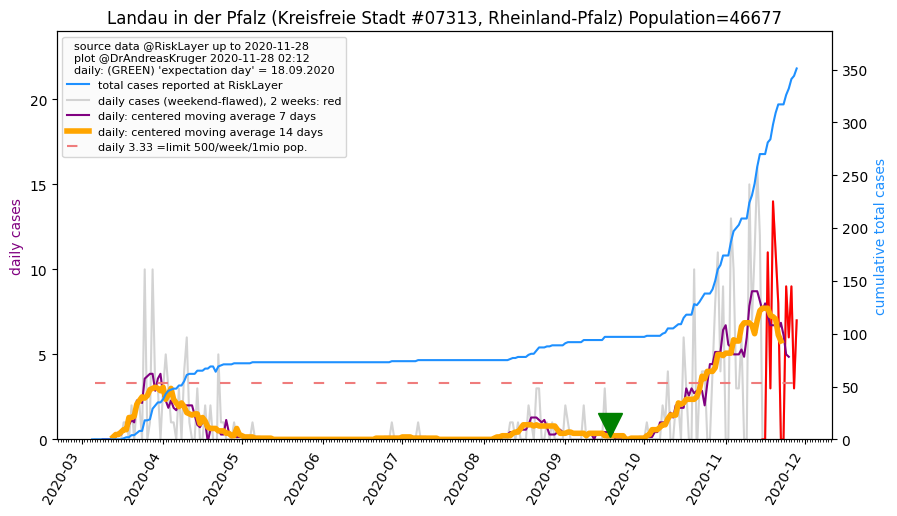 Landau in der Pfalz (Kreisfreie Stadt #07313, Rheinland-Pfalz) Population=46677
source data @RiskLayer up to 2020-11-28
plot @DrAndreasKruger 2020-11-28 02:12
daily: (GREEN) 'expectation day' = 18.09.2020
total cases reported at RiskLayer
daily cases (weekend-flawed), 2 weeks: red
daily: centered moving average 7 days
daily: centered moving average 14 days
daily 3.33 =limit 500/week/1mio pop.
daily cases
20
15
10
5
0
cumulative total cases
350
300
250
200
150
100
50
0
2020-03
2020-04
2020-05
2020-06
2020-07
2020-08
2020-09
2020-10
2020-11
2020-12